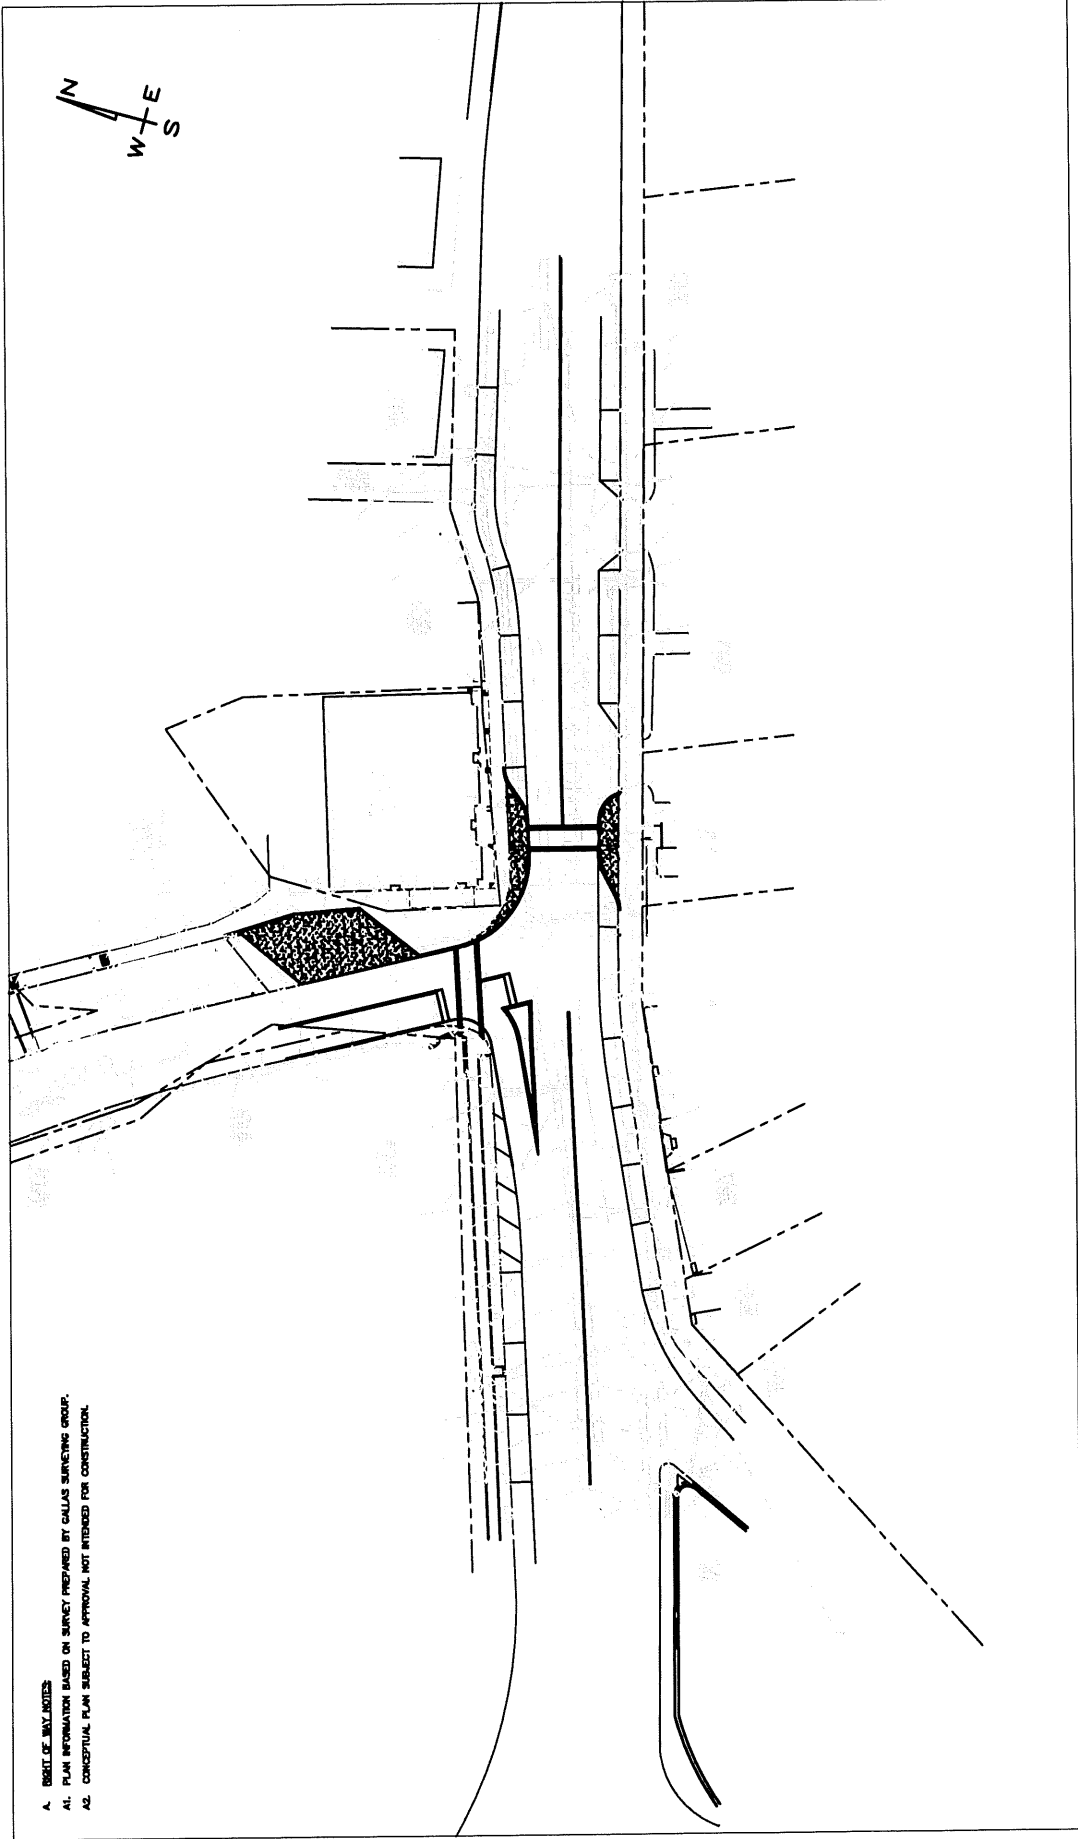 N
W E
S
A. RIGHT OF WAY NOTES:
A1. PLAN INFORMATION BASED ON SURVEY PREPARED BY GALLAS SURVEYING GROUP.
A2. CONCEPTUAL PLAN SUBJECT TO APPROVAL NOT INTENDED FOR CONSTRUCTION.